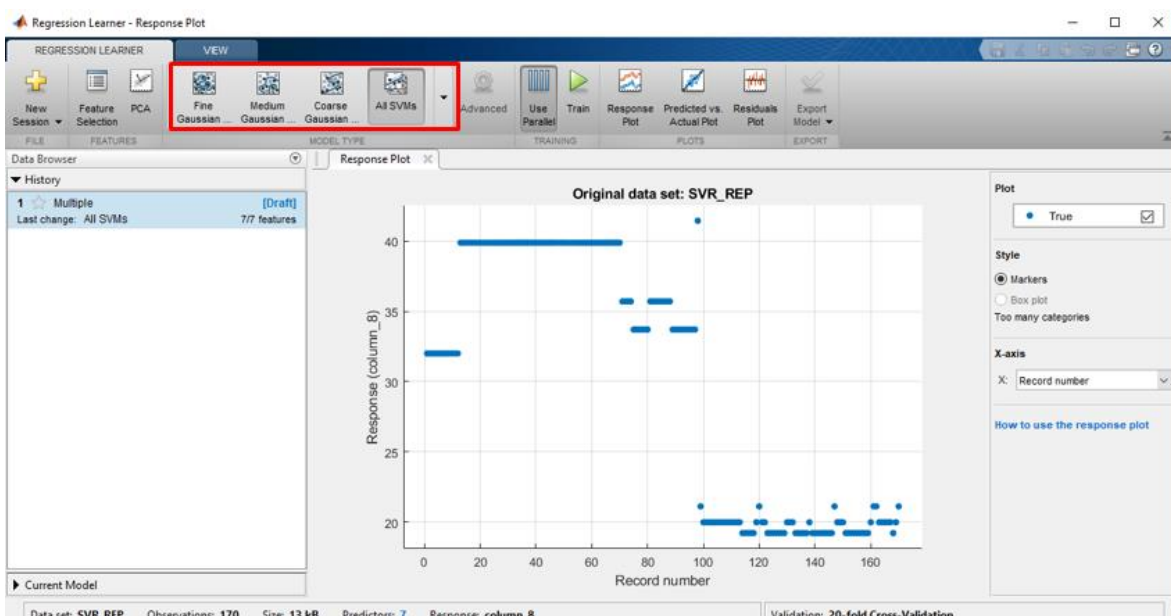 Regression Learner - Response Plot
REGRESSION LEARNER VIEW
New Session
Feature Selection
PCA
Fine Gaussian ...
Medium Gaussian ...
Coarse Gaussian ...
All SVMs
Advanced
Use Parallel
Train
Response Plot
Predicted vs. Actual Plot
Residuals Plot
Export Model
FILE FEATURES MODEL TYPE TRAINING PLOTS EXPORT
Data Browser
Response Plot
History
1 Multiple [Draft]
Last change: All SVMs 7/7 features
Original data set: SVR_REP
40
35
30
25
20
Response (column_8)
0 20 40 60 80 100 120 140 160
Record number
Plot
True
Style
Markers
Box plot
Too many categories
X-axis
X: Record number
How to use the response plot
Current Model
Data set: SVR_REP Observations: 170 Size: 13 kB Predictors: 7 Response: column_8 Validation: 20-fold Cross-Validation